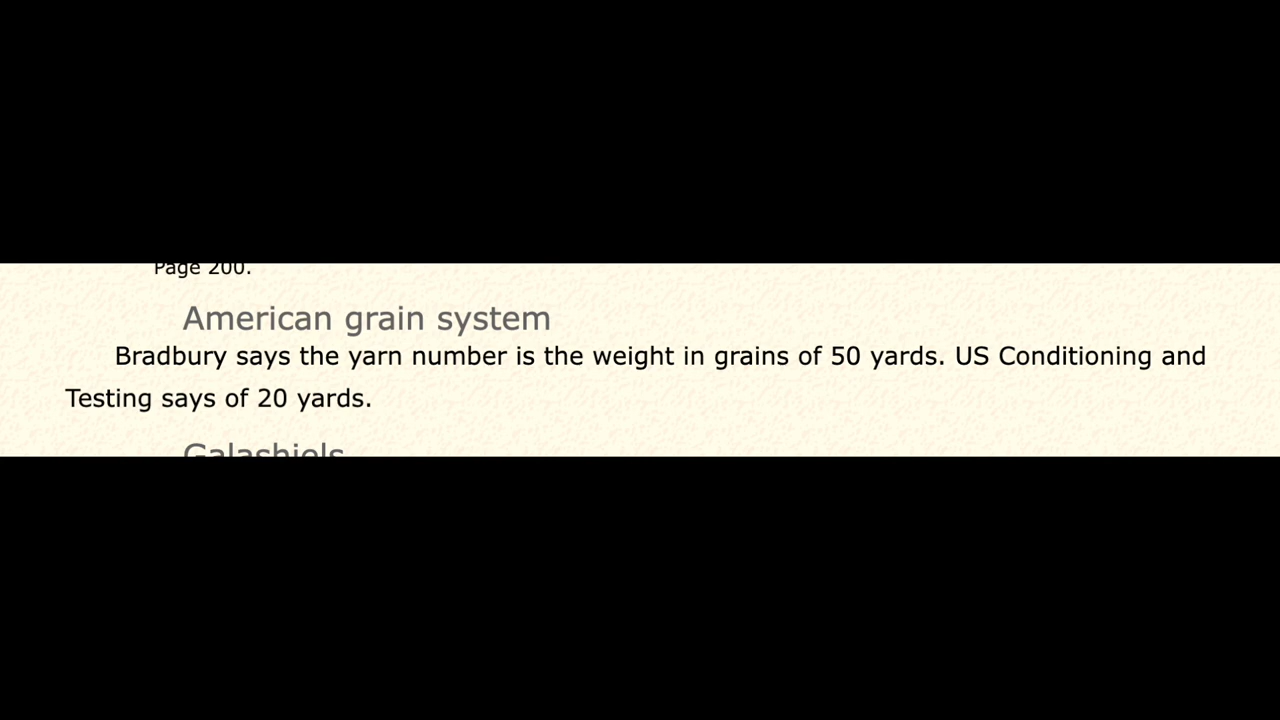 Page 200.
American grain system
Bradbury says the yarn number is the weight in grains of 50 yards. US Conditioning and
Testing says of 20 yards.
Galashiels